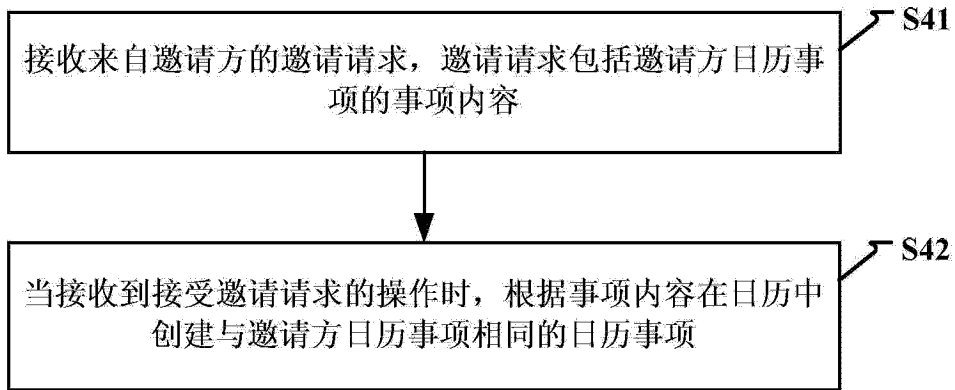 S41
接收来自邀请方的邀请请求，邀请请求包括邀请方日历事
项的事项内容
S42
当接收到接受邀请请求的操作时，根据事项内容在日历中
创建与邀请方日历事项相同的日历事项